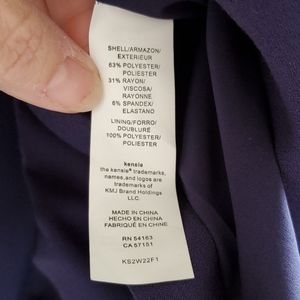 SHELL/ARMAZON/
EXTERIEUR
63% POLYESTER/
POLYESTER
31% RAYON/
VISCOSA/
RAYONNE
6% SPANDEX/
ELASTANO
LINING/FORRO/
DOUBLURE
100% POLYESTER/
POLYESTER
kensie
the kensie® trademarks,
names,and logos are
trademarks of
KMJ Brand Holdings
LLC.
MADE IN CHINA
HECHO EN CHINA
FABRIQUÉ EN CHINE
RN 54163
CA 57151
KS2W22F1